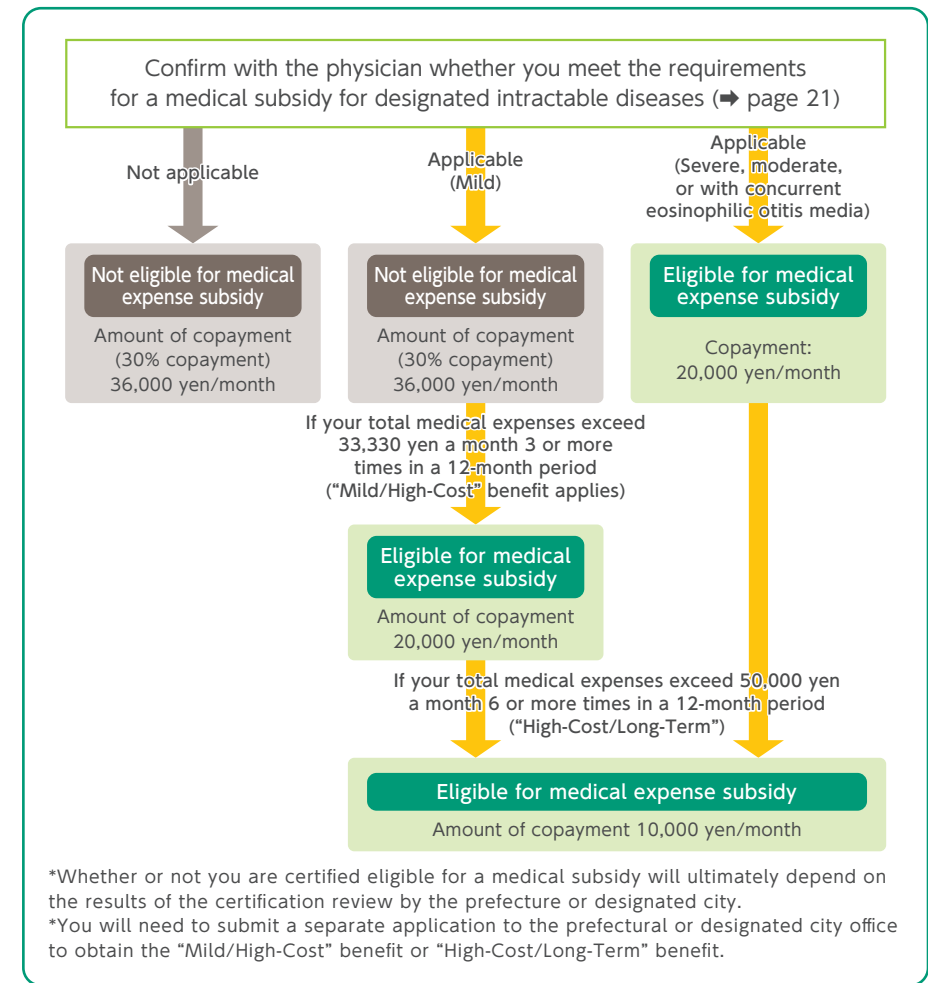 Confirm with the physician whether you meet the requirements
for a medical subsidy for designated intractable diseases (➡ page 21)
Not applicable
Applicable
(Mild)
Applicable
(Severe, moderate,
or with concurrent
eosinophilic otitis media)
Not eligible for medical
expense subsidy
Amount of copayment
(30% copayment)
36,000 yen/month
Not eligible for medical
expense subsidy
Amount of copayment
(30% copayment)
36,000 yen/month
Eligible for medical
expense subsidy
Copayment:
20,000 yen/month
If your total medical expenses exceed
33,330 yen a month 3 or more
times in a 12-month period
(“Mild/High-Cost” benefit applies)
Eligible for medical
expense subsidy
Amount of copayment
20,000 yen/month
If your total medical expenses exceed 50,000 yen
a month 6 or more times in a 12-month period
(“High-Cost/Long-Term”)
Eligible for medical expense subsidy
Amount of copayment 10,000 yen/month
*Whether or not you are certified eligible for a medical subsidy will ultimately depend on
the results of the certification review by the prefecture or designated city.
*You will need to submit a separate application to the prefectural or designated city office
to obtain the “Mild/High-Cost” benefit or “High-Cost/Long-Term” benefit.